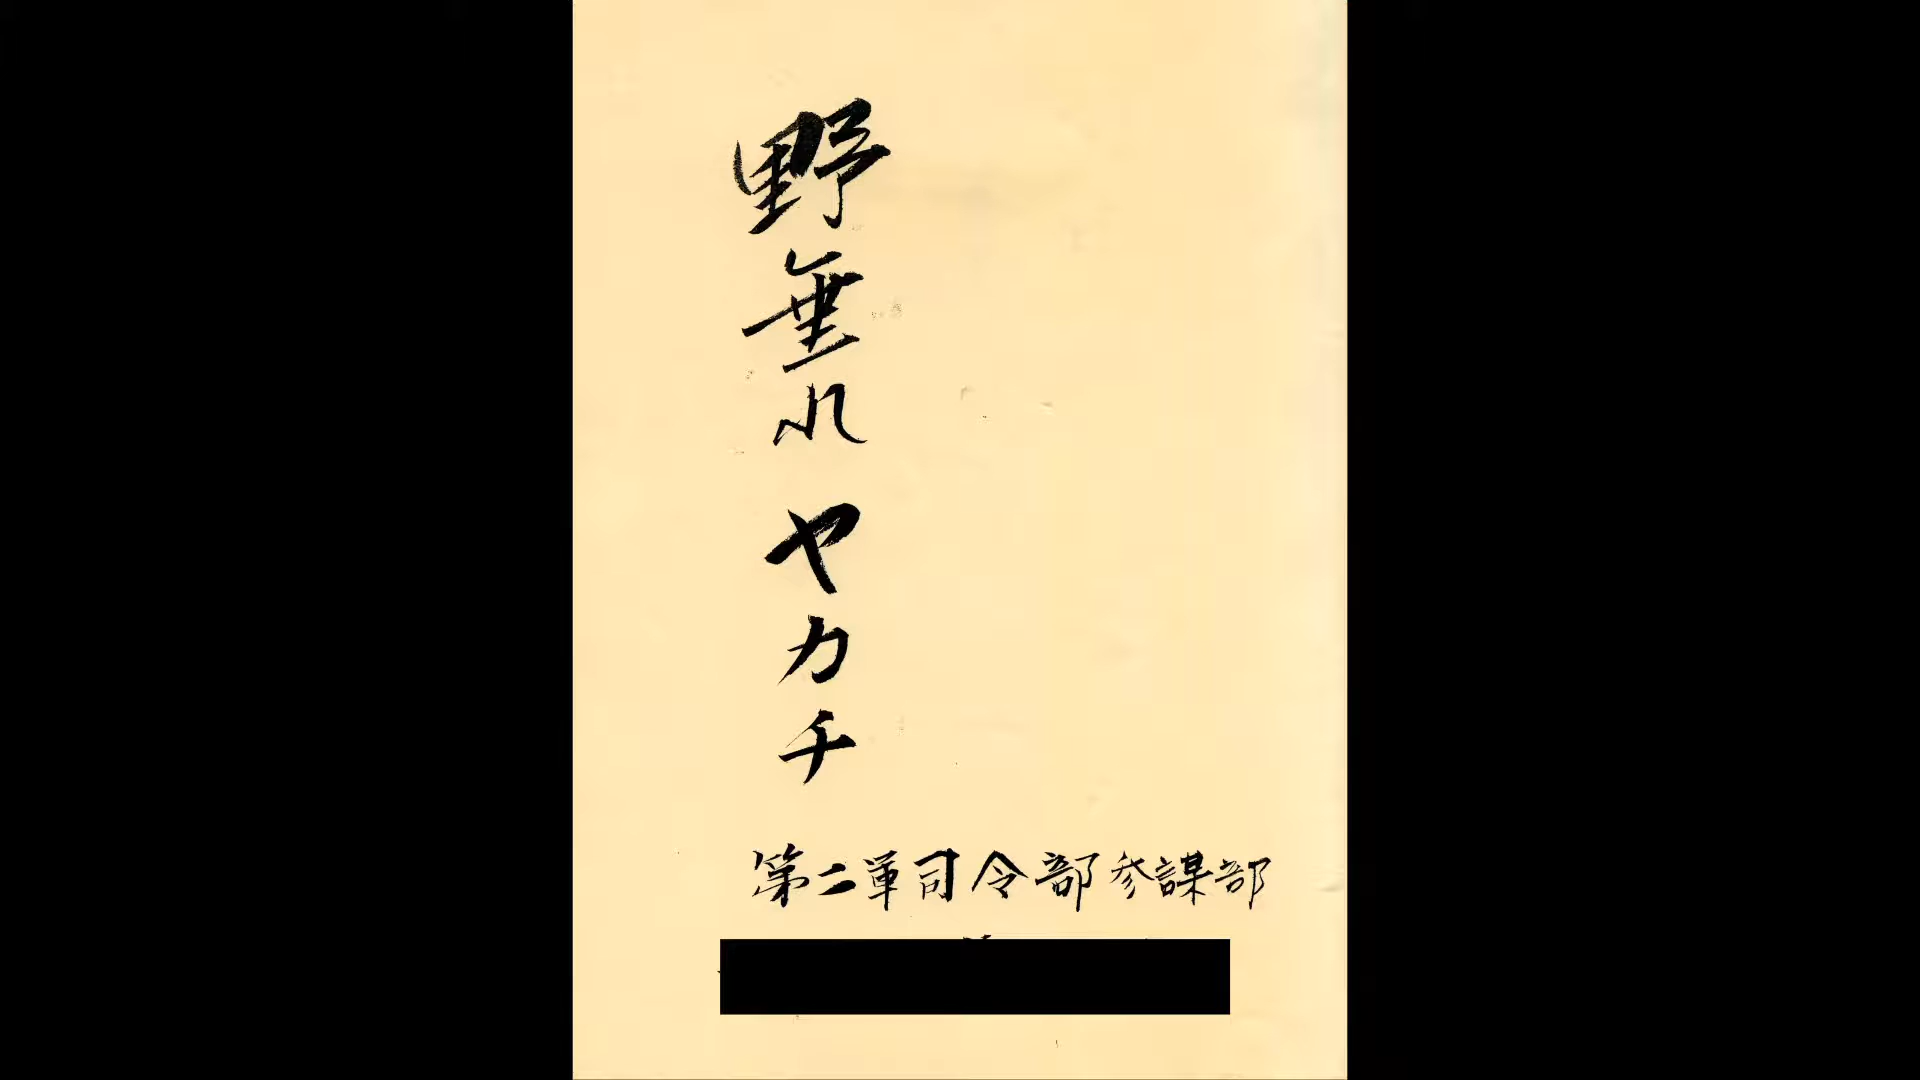 野垂れ ヤカチ
第二軍司令部参謀部